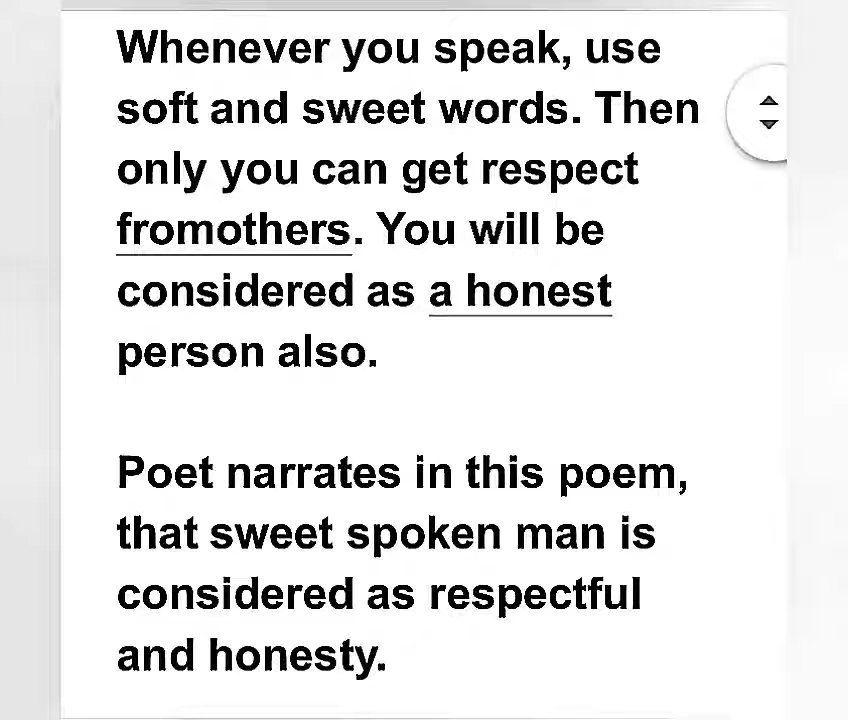 Whenever you speak, use
soft and sweet words. Then
only you can get respect
fromothers. You will be
considered as a honest
person also.
Poet narrates in this poem,
that sweet spoken man is
considered as respectful
and honesty.